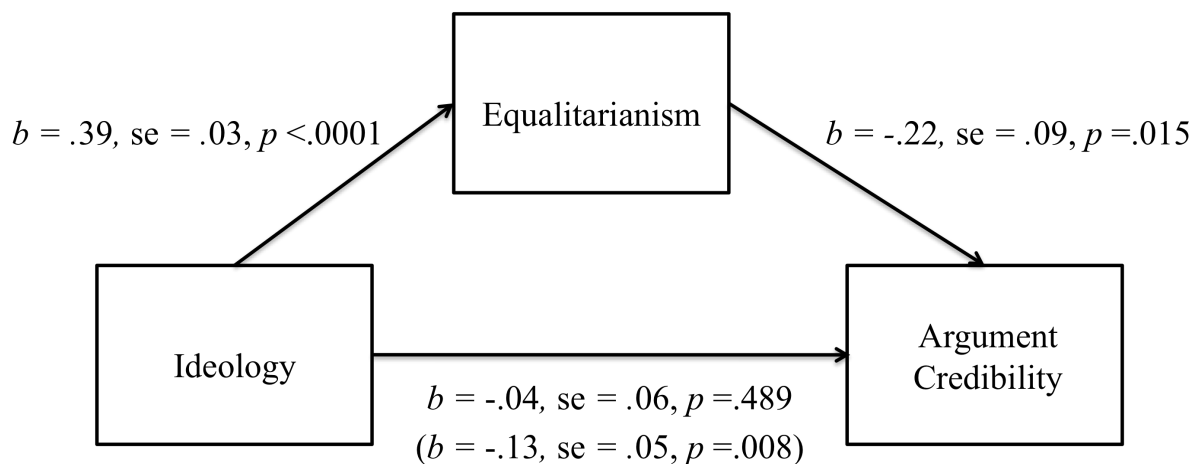 Equalitarianism
b = .39, se = .03, p <.0001
b = -.22, se = .09, p =.015
Ideology
Argument
Credibility
b = -.04, se = .06, p =.489
(b = -.13, se = .05, p =.008)